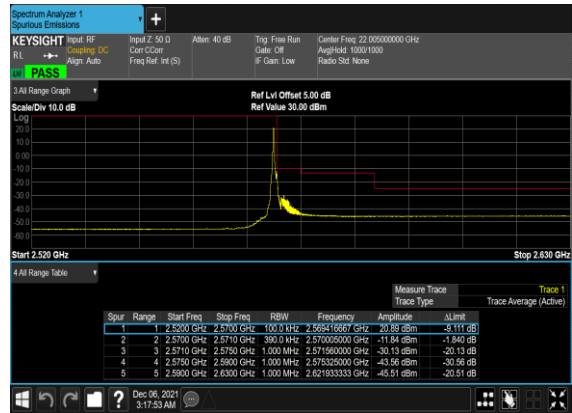 Spectrum Analyzer 1
Spurious Emissions
KEYSIGHT Input: RF Input Z: 50 Ω Atten: 40 dB Trig: Free Run Center Freq: 22.005000000 GHz
RL Coupling: DC Corr CCorr Gate: Off Avg|Hold: 1000/1000
Align: Auto Freq Ref: Int (S) IF Gain: Low Radio Std: None
LV PASS
3 All Range Graph
Ref Lvl Offset 5.00 dB
Scale/Div 10.0 dB Ref Value 30.00 dBm
Log
20.0
10.0
0.00
-10.0
-20.0
-30.0
-40.0
-50.0
-60.0
Start 2.520 GHz Stop 2.630 GHz
4 All Range Table
Measure Trace Trace 1
Trace Type Trace Average (Active)
Spur Range Start Freq Stop Freq RBW Frequency Amplitude ΔLimit
1 1 2.5200 GHz 2.5700 GHz 100.0 kHz 2.569416667 GHz 20.89 dBm -9.111 dB
2 2 2.5700 GHz 2.5710 GHz 390.0 kHz 2.570005000 GHz -11.84 dBm -1.840 dB
3 3 2.5710 GHz 2.5750 GHz 1.000 MHz 2.571560000 GHz -30.13 dBm -20.13 dB
4 4 2.5750 GHz 2.5900 GHz 1.000 MHz 2.575325000 GHz -43.56 dBm -30.56 dB
5 5 2.5900 GHz 2.6300 GHz 1.000 MHz 2.621933333 GHz -45.51 dBm -20.51 dB
? Dec 06, 2021
3:17:53 AM